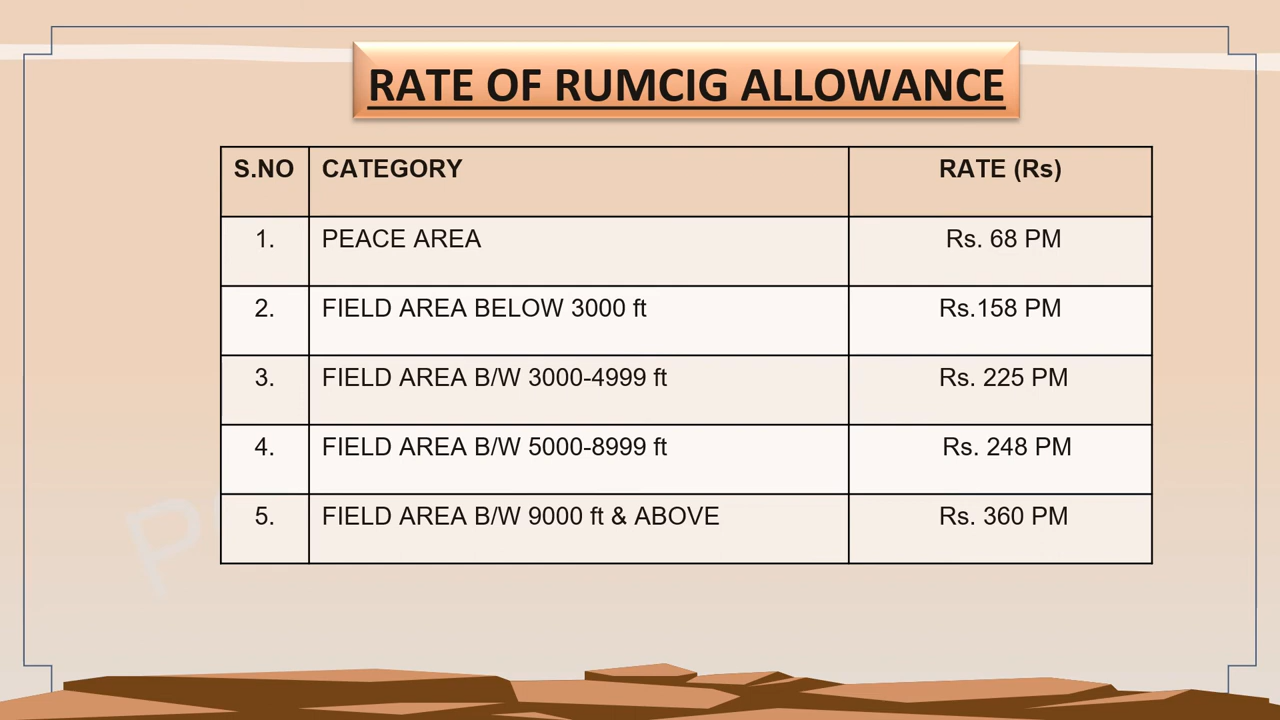 RATE OF RUMCIG ALLOWANCE
S.NO CATEGORY RATE (Rs)
1. PEACE AREA Rs. 68 PM
2. FIELD AREA BELOW 3000 ft Rs.158 PM
3. FIELD AREA B/W 3000-4999 ft Rs. 225 PM
4. FIELD AREA B/W 5000-8999 ft Rs. 248 PM
5. FIELD AREA B/W 9000 ft & ABOVE Rs. 360 PM